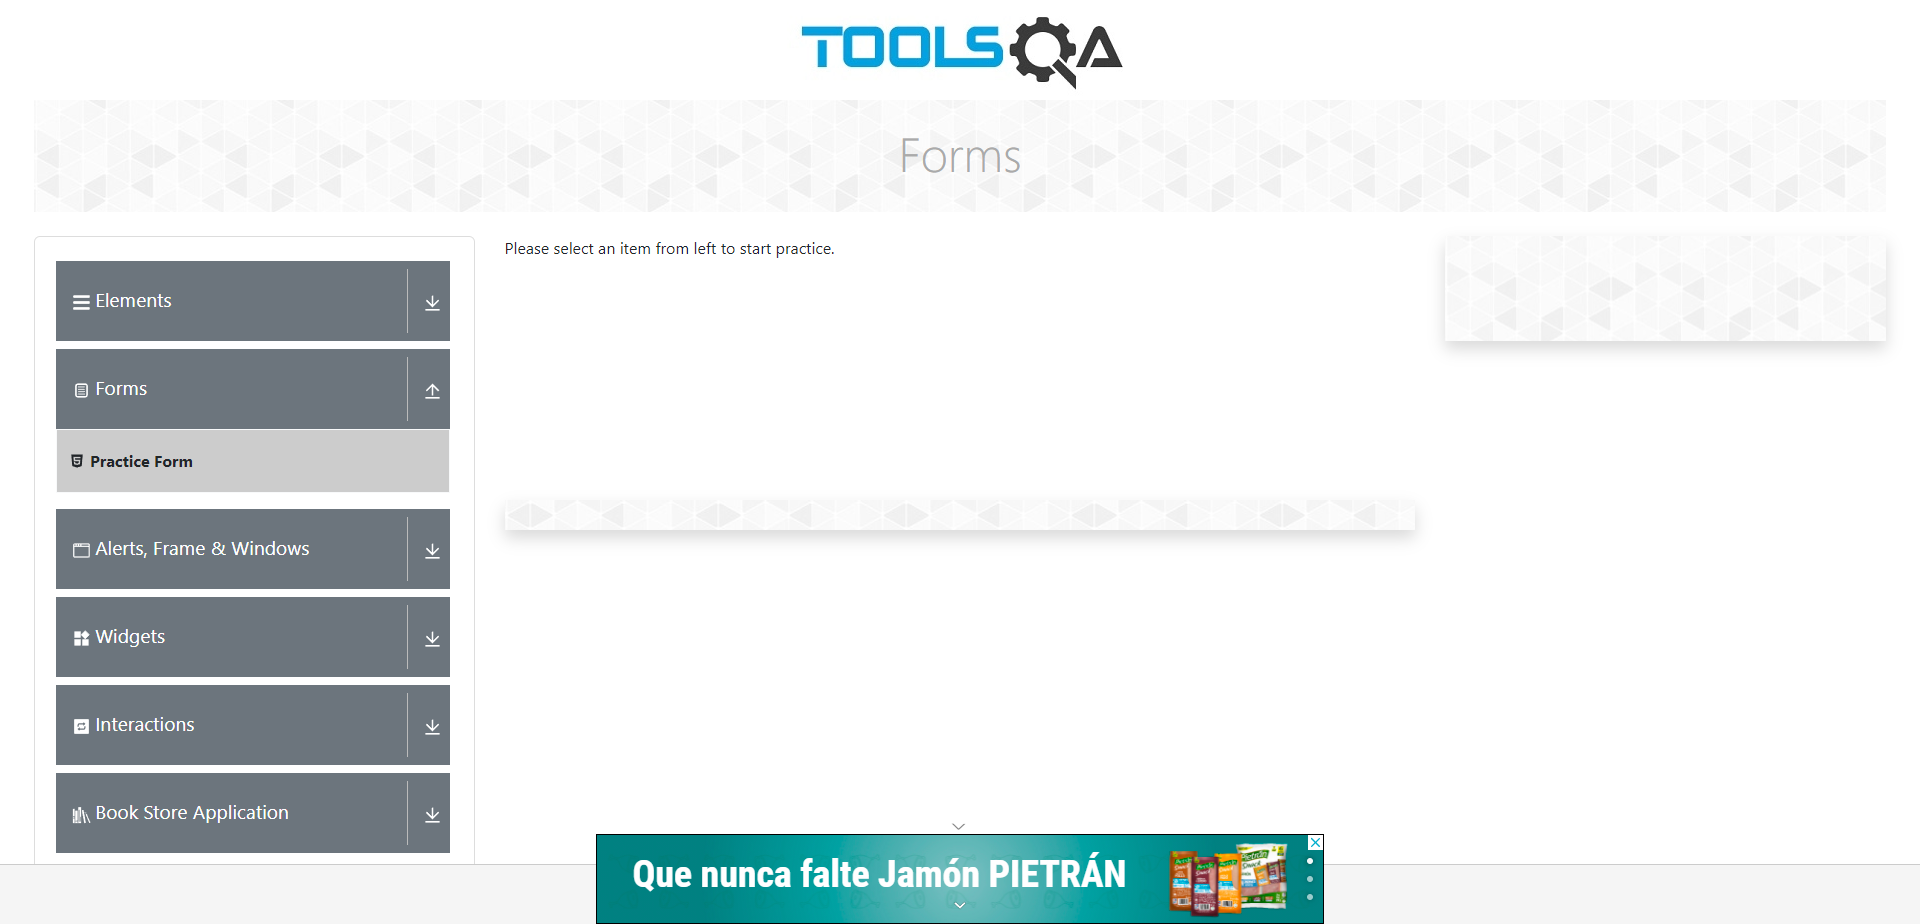 TOOLSQA
Forms
Please select an item from left to start practice.
Elements
Forms
Practice Form
Alerts, Frame & Windows
Widgets
Interactions
Book Store Application
Que nunca falte Jamón PIETRÁN